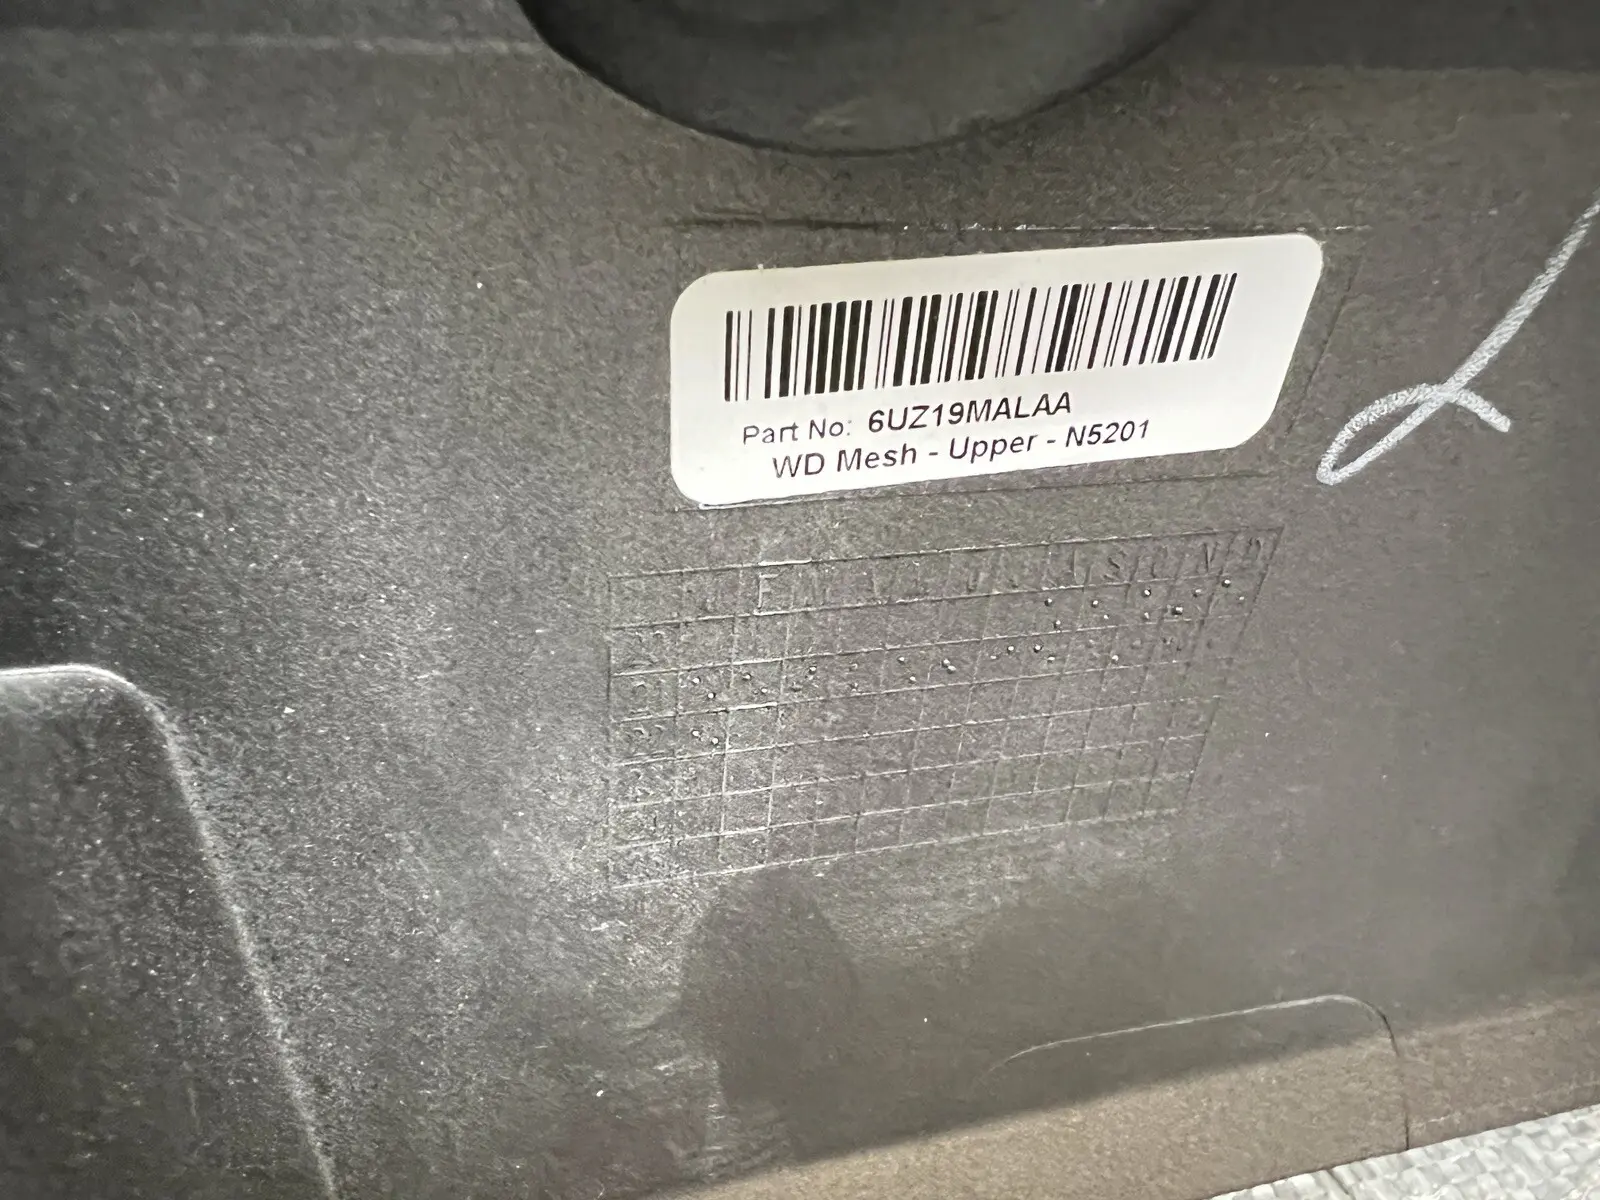 Part No: 6UZ19MALAA
WD Mesh - Upper - N5201
J F M A M J J A S O N D